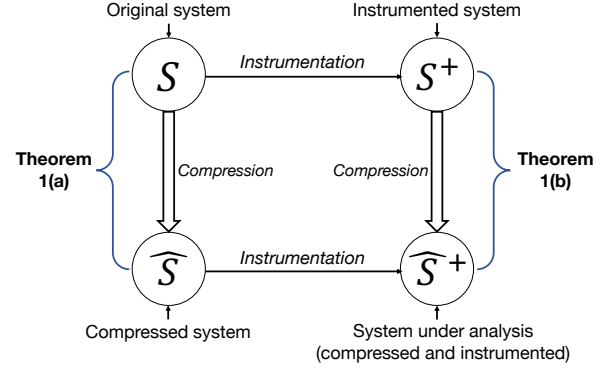 Original system
Instrumented system
S
Instrumentation
S⁺
Theorem
1(a)
Compression
Compression
Theorem
1(b)
Ŝ
Instrumentation
Ŝ⁺
Compressed system
System under analysis
(compressed and instrumented)